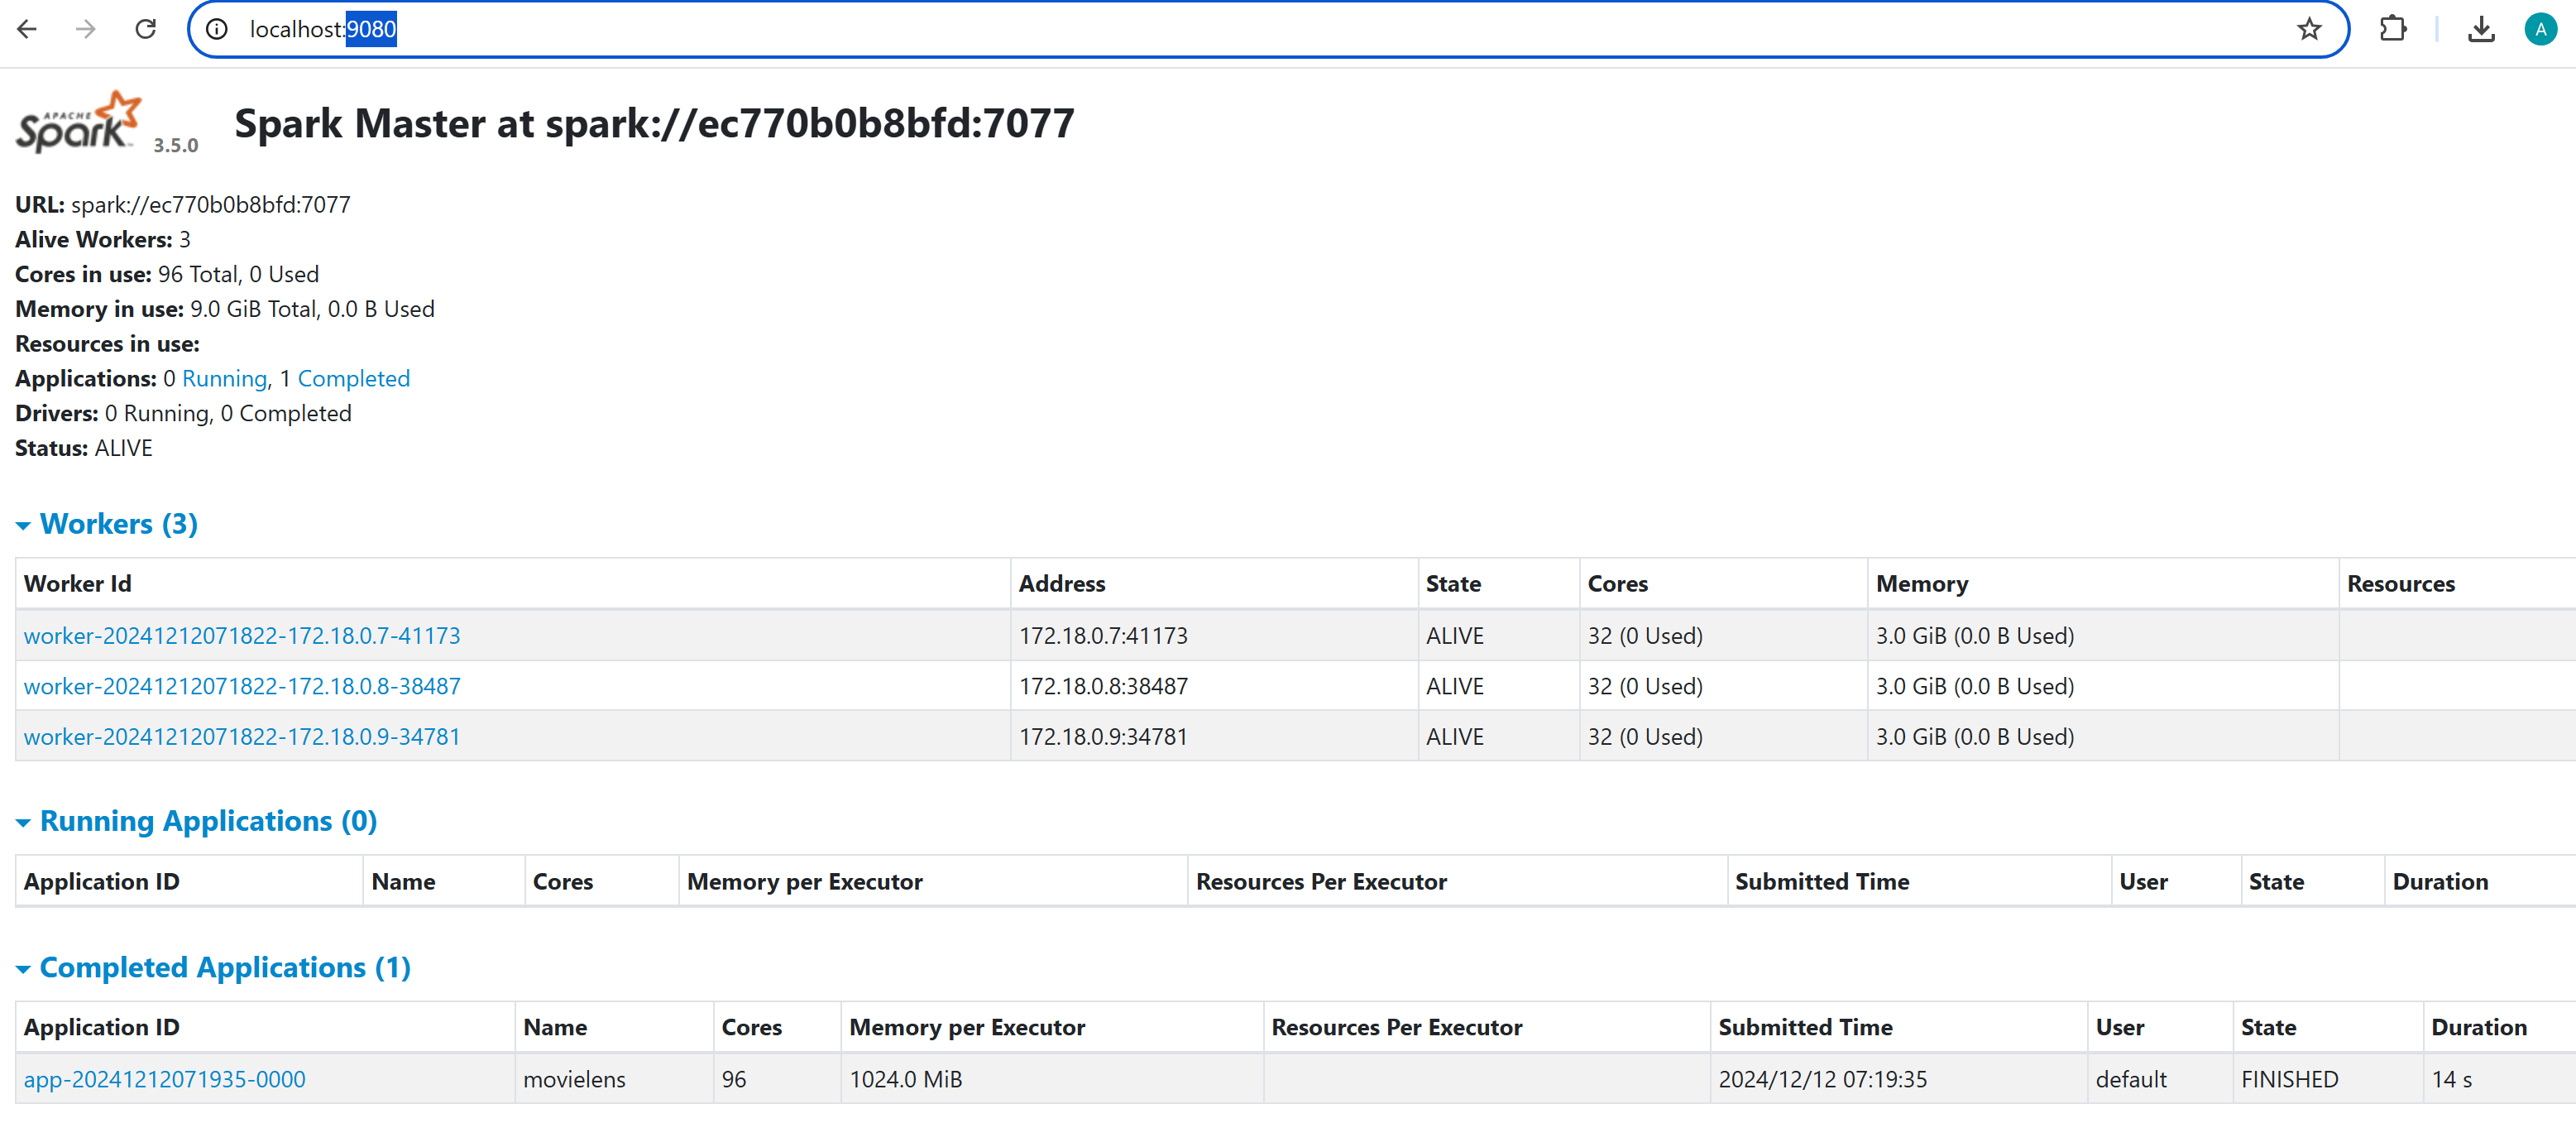 localhost:9080
A
APACHE
Spark 3.5.0
Spark Master at spark://ec770b0b8bfd:7077
URL: spark://ec770b0b8bfd:7077
Alive Workers: 3
Cores in use: 96 Total, 0 Used
Memory in use: 9.0 GiB Total, 0.0 B Used
Resources in use:
Applications: 0 Running, 1 Completed
Drivers: 0 Running, 0 Completed
Status: ALIVE
Workers (3)
Worker Id Address State Cores Memory Resources
worker-20241212071822-172.18.0.7-41173 172.18.0.7:41173 ALIVE 32 (0 Used) 3.0 GiB (0.0 B Used)
worker-20241212071822-172.18.0.8-38487 172.18.0.8:38487 ALIVE 32 (0 Used) 3.0 GiB (0.0 B Used)
worker-20241212071822-172.18.0.9-34781 172.18.0.9:34781 ALIVE 32 (0 Used) 3.0 GiB (0.0 B Used)
Running Applications (0)
Application ID Name Cores Memory per Executor Resources Per Executor Submitted Time User State Duration
Completed Applications (1)
Application ID Name Cores Memory per Executor Resources Per Executor Submitted Time User State Duration
app-20241212071935-0000 movielens 96 1024.0 MiB 2024/12/12 07:19:35 default FINISHED 14 s